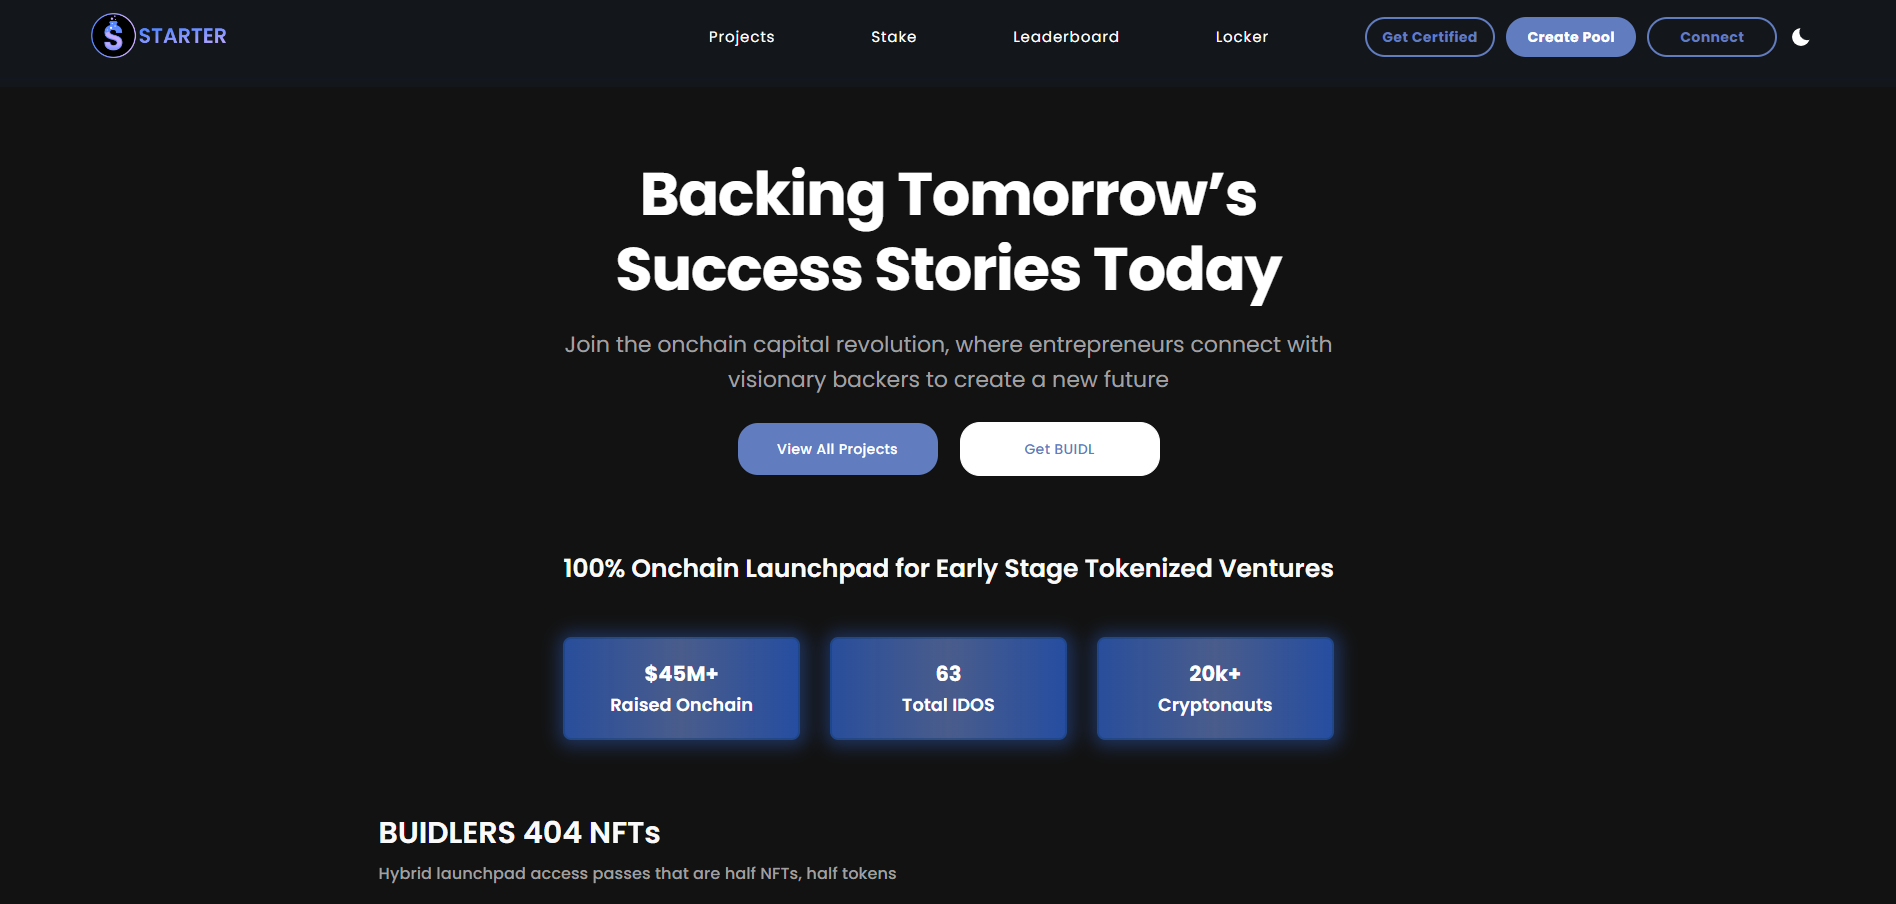 STARTER
Projects
Stake
Leaderboard
Locker
Get Certified
Create Pool
Connect
Backing Tomorrow’s
Success Stories Today
Join the onchain capital revolution, where entrepreneurs connect with
visionary backers to create a new future
View All Projects
Get BUIDL
100% Onchain Launchpad for Early Stage Tokenized Ventures
$45M+
Raised Onchain
63
Total IDOS
20k+
Cryptonauts
BUIDLERS 404 NFTs
Hybrid launchpad access passes that are half NFTs, half tokens